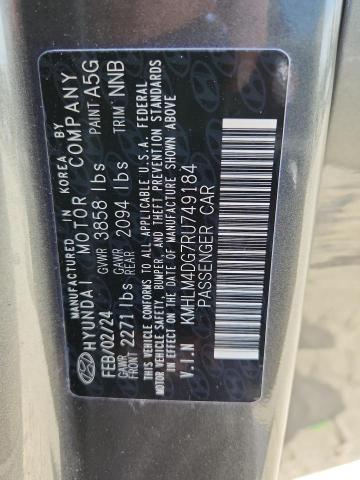 MANUFACTURED IN KOREA BY
HYUNDAI MOTOR COMPANY
FEB/02/24 GVWR 3858 lbs PAINT A5G
GAWR FRONT 2271 lbs GAWR REAR 2094 lbs TRIM NNB
THIS VEHICLE CONFORMS TO ALL APPLICABLE U.S.A. FEDERAL
MOTOR VEHICLE SAFETY, BUMPER, AND THEFT PREVENTION STANDARDS
IN EFFECT ON THE DATE OF MANUFACTURE SHOWN ABOVE
V.I.N KMHLM4DG7RU749184
PASSENGER CAR